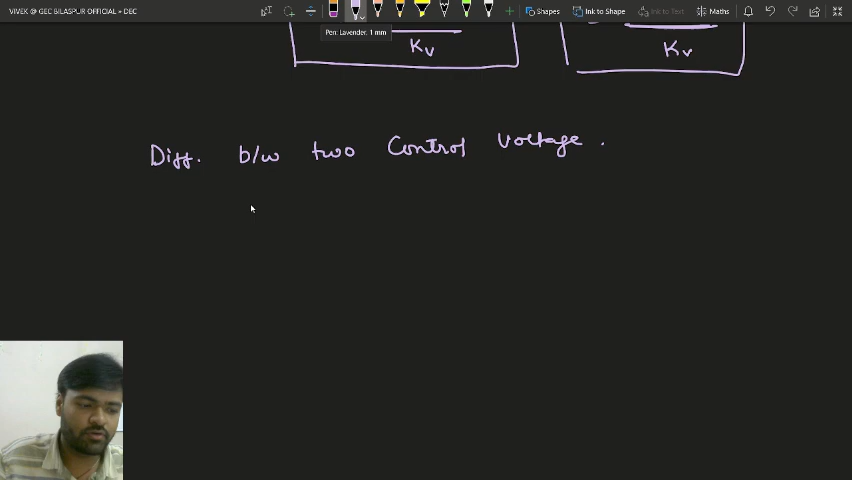 VIVEK @ GEC BILASPUR OFFICIAL + DEC
Shapes
Ink to Shape
Ink to Text
Maths
Pen: Lavender, 1 mm
Kv
Kv
Diff. b/w two Control Voltage.